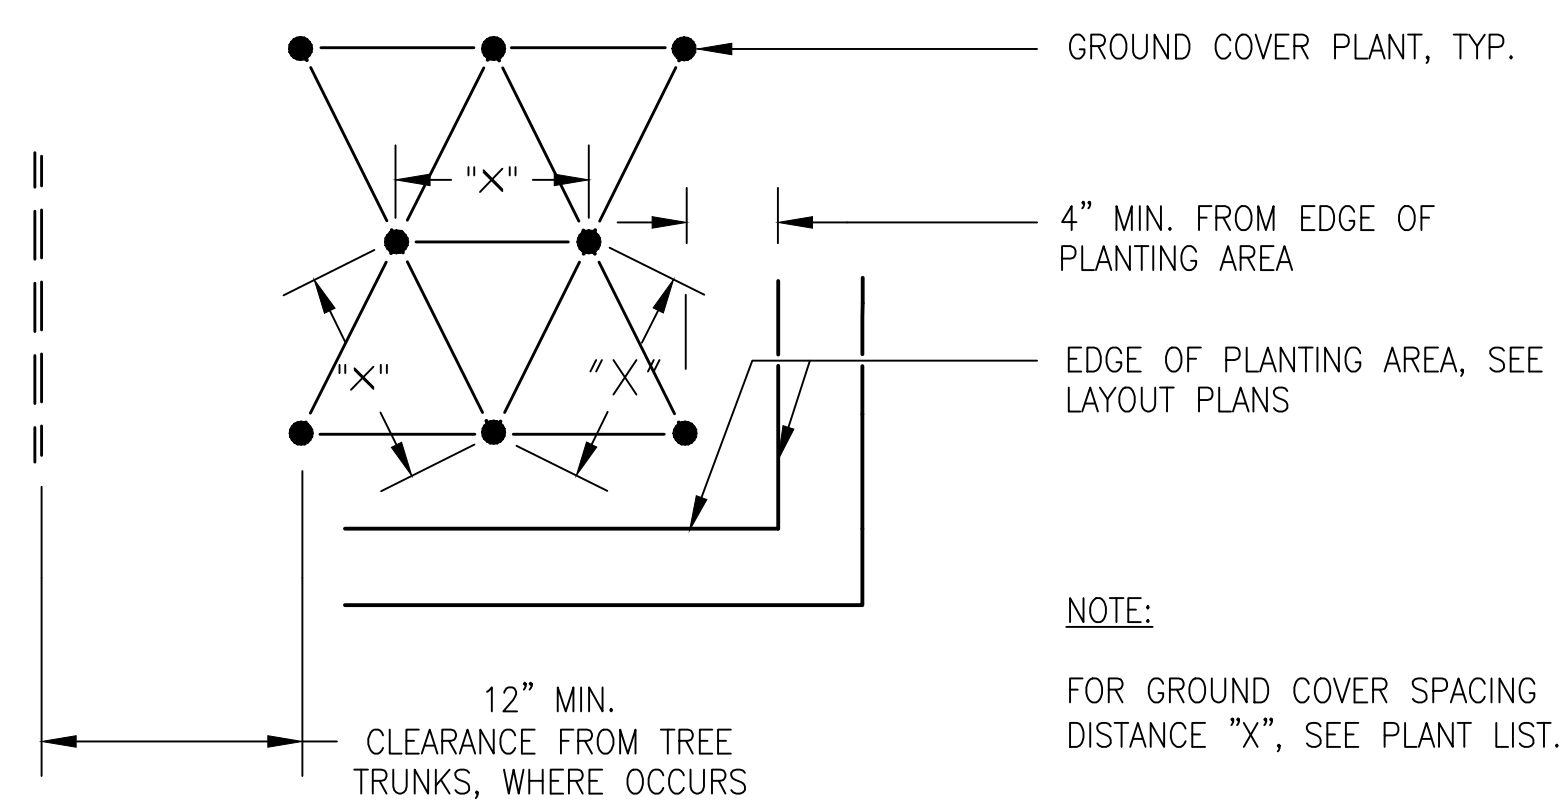 GROUND COVER PLANT, TYP.
"X"
4" MIN. FROM EDGE OF
PLANTING AREA
EDGE OF PLANTING AREA, SEE
LAYOUT PLANS
"X"
"X"
NOTE:
FOR GROUND COVER SPACING
DISTANCE "X", SEE PLANT LIST.
12" MIN.
CLEARANCE FROM TREE
TRUNKS, WHERE OCCURS